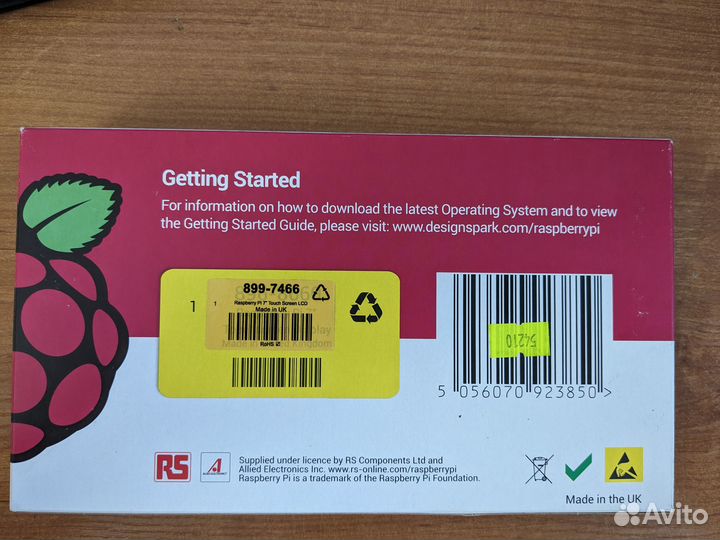 Getting Started
For information on how to download the latest Operating System and to view
the Getting Started Guide, please visit: www.designspark.com/raspberrypi
899-7466
1
1
Raspberry Pi 7" Touch Screen LCD
Made in UK
RoHS
54210
5 056070 923850 >
RS
Supplied under licence by RS Components Ltd and
Allied Electronics Inc. www.rs-online.com/raspberrypi
Raspberry Pi is a trademark of the Raspberry Pi Foundation.
Made in the UK
Avito